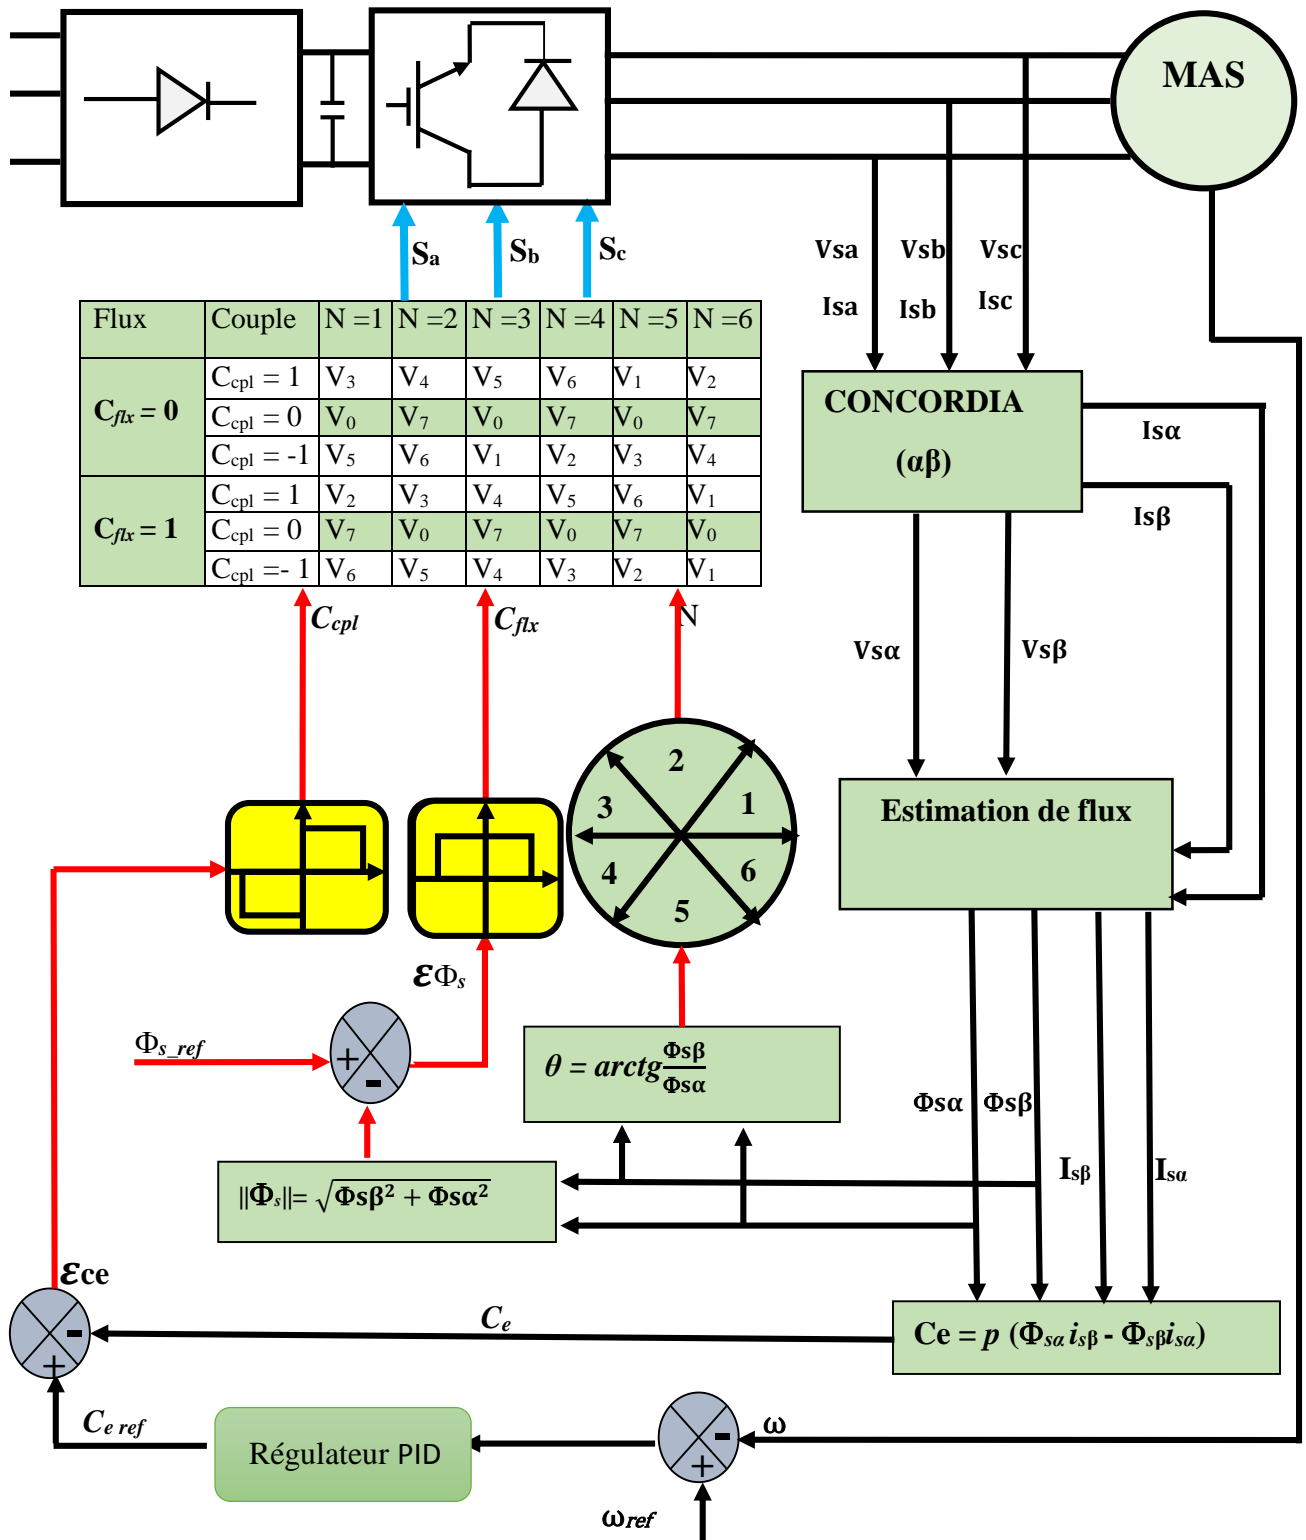 MAS
Sa
Sb
Sc
Vsa
Vsb
Vsc
Isa
Isb
Isc
Flux Couple N =1 N =2 N =3 N =4 N =5 N =6
Cflx = 0
Ccpl = 1 V3 V4 V5 V6 V1 V2
Ccpl = 0 V0 V7 V0 V7 V0 V7
Ccpl = -1 V5 V6 V1 V2 V3 V4
Cflx = 1
Ccpl = 1 V2 V3 V4 V5 V6 V1
Ccpl = 0 V7 V0 V7 V0 V7 V0
Ccpl =- 1 V6 V5 V4 V3 V2 V1
CONCORDIA
(αβ)
Isα
Isβ
Ccpl
Cflx
N
Vsα
Vsβ
2
3
1
4
6
5
Estimation de flux
ƐΦs
Φs_ref
+
-
θ = arctg Φsβ/Φsα
Φsα Φsβ
Isβ
Isα
||Φs||= √Φsβ² + Φsα²
Ɛce
-
+
Ce
Ce = p (Φsα isβ - Φsβisα)
Ce ref
Régulateur PID
-
+
ω
ωref